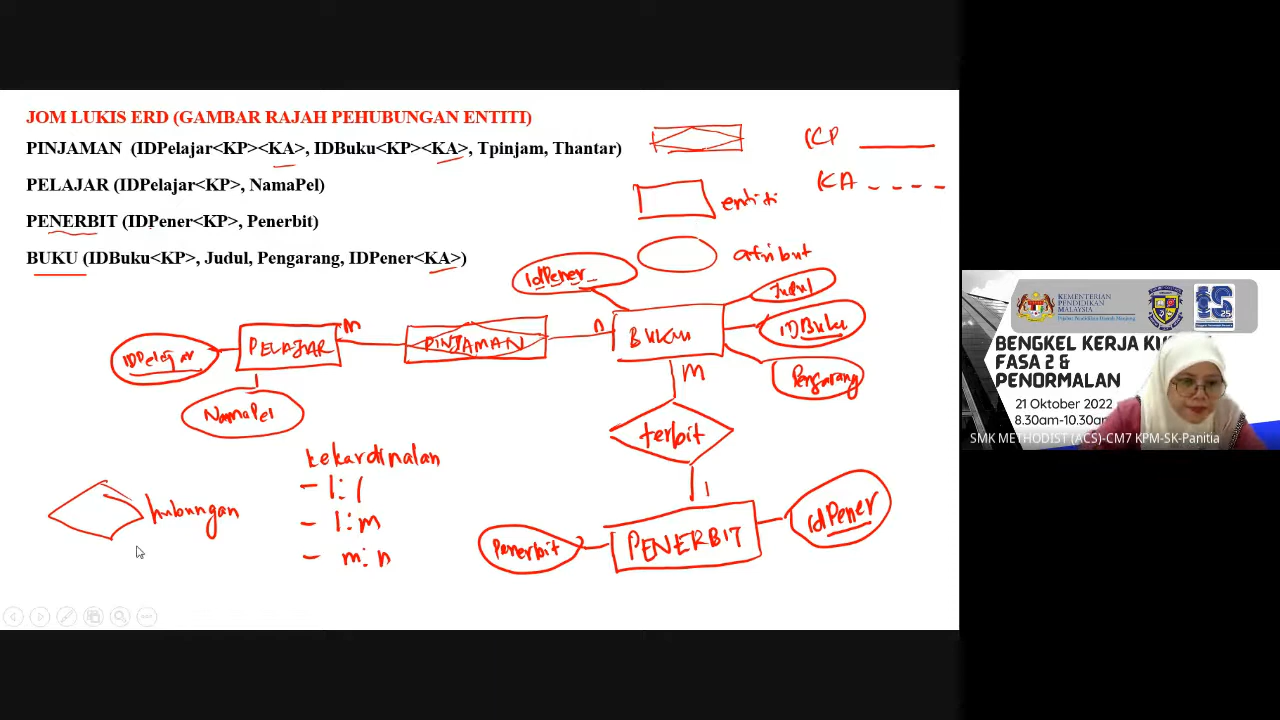 JOM LUKIS ERD (GAMBAR RAJAH PEHUBUNGAN ENTITI)
PINJAMAN (IDPelajar<KP><KA>, IDBuku<KP><KA>, Tpinjam, Thantar)
PELAJAR (IDPelajar<KP>, NamaPel)
PENERBIT (IDPener<KP>, Penerbit)
BUKU (IDBuku<KP>, Judul, Pengarang, IDPener<KA>)
KP
KA
entiti
atribut
IdPener
Judul
IDBuku
Pengarang
IDPelajar
PELAJAR
M
PINJAMAN
n
BUKU
NamaPel
M
terbit
1
PENERBIT
Penerbit
idPener
kekardinalan
- 1:1
- 1:m
- m:n
hubungan
KEMENTERIAN
PENDIDIKAN
MALAYSIA
25
BENGKEL KERJA KU
FASA 2 &
PENORMALAN
21 Oktober 2022
8.30am-10.30am
SMK METHODIST (ACS)-CM7 KPM-SK-Panitia